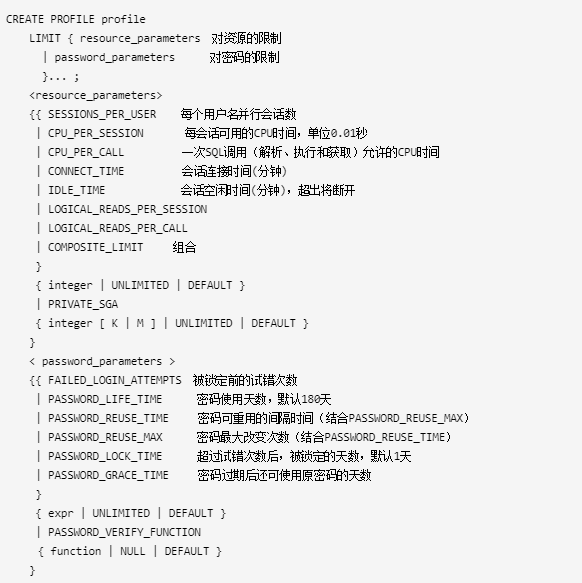 CREATE PROFILE profile
LIMIT { resource_parameters 对资源的限制
| password_parameters 对密码的限制
}... ;
<resource_parameters>
{{ SESSIONS_PER_USER 每个用户名并行会话数
| CPU_PER_SESSION 每会话可用的CPU时间，单位0.01秒
| CPU_PER_CALL 一次SQL调用（解析、执行和获取）允许的CPU时间
| CONNECT_TIME 会话连接时间(分钟)
| IDLE_TIME 会话空闲时间(分钟)，超出将断开
| LOGICAL_READS_PER_SESSION
| LOGICAL_READS_PER_CALL
| COMPOSITE_LIMIT 组合
}
{ integer | UNLIMITED | DEFAULT }
| PRIVATE_SGA
{ integer [ K | M ] | UNLIMITED | DEFAULT }
}
< password_parameters >
{{ FAILED_LOGIN_ATTEMPTS 被锁定前的试错次数
| PASSWORD_LIFE_TIME 密码使用天数，默认180天
| PASSWORD_REUSE_TIME 密码可重用的间隔时间（结合PASSWORD_REUSE_MAX）
| PASSWORD_REUSE_MAX 密码最大改变次数（结合PASSWORD_REUSE_TIME）
| PASSWORD_LOCK_TIME 超过试错次数后，被锁定的天数，默认1天
| PASSWORD_GRACE_TIME 密码过期后还可使用原密码的天数
}
{ expr | UNLIMITED | DEFAULT }
| PASSWORD_VERIFY_FUNCTION
{ function | NULL | DEFAULT }
}